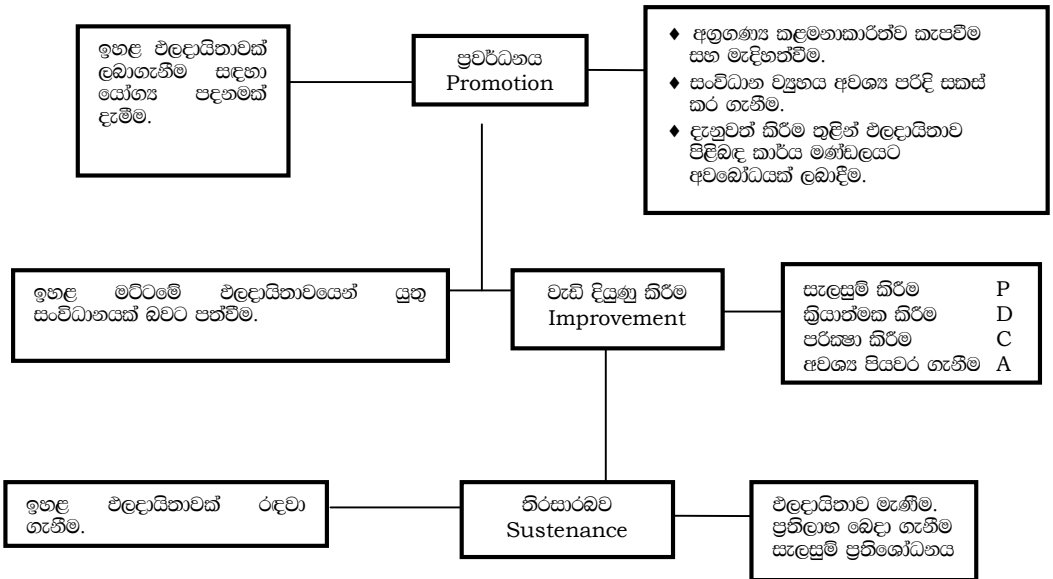 ඉහළ ඵලදායිතාවක්
ලබාගැනීම සඳහා
යෝග්‍ය පදනමක්
දැමීම.
ප්‍රවර්ධනය
Promotion
♦ අග්‍රගණ්‍ය කළමනාකාරිත්ව කැපවීම
සහ මැදිහත්වීම.
♦ සංවිධාන ව්‍යුහය අවශ්‍ය පරිදි සකස්
කර ගැනීම.
♦ දැනුවත් කිරීම තුළින් ඵලදායිතාව
පිළිබඳ කාර්ය මණ්ඩලයට
අවබෝධයක් ලබාදීම.
ඉහළ මට්ටමේ ඵලදායිතාවයෙන් යුතු
සංවිධානයක් බවට පත්වීම.
වැඩි දියුණු කිරීම
Improvement
සැලසුම් කිරීම P
ක්‍රියාත්මක කිරීම D
පරික්‍ෂා කිරීම C
අවශ්‍ය පියවර ගැනීම A
ඉහළ ඵලදායිතාවක් රඳවා
ගැනීම.
තිරසාරබව
Sustenance
ඵලදායිතාව මැණීම.
ප්‍රතිලාභ බෙදා ගැනීම
සැලසුම් ප්‍රතිශෝධනය